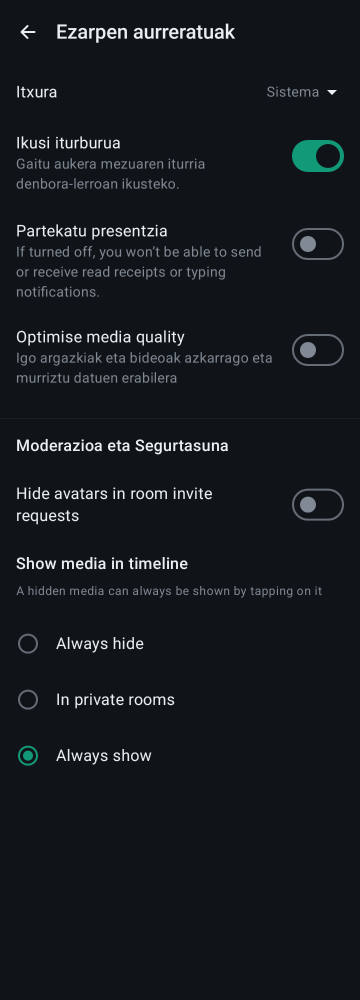 Ezarpen aurreratuak
Itxura
Sistema
Ikusi iturburua
Gaitu aukera mezuaren iturria
denbora-lerroan ikusteko.
Partekatu presentzia
If turned off, you won't be able to send
or receive read receipts or typing
notifications.
Optimise media quality
Igo argazkiak eta bideoak azkarrago eta
murriztu datuen erabilera
Moderazioa eta Segurtasuna
Hide avatars in room invite
requests
Show media in timeline
A hidden media can always be shown by tapping on it
Always hide
In private rooms
Always show